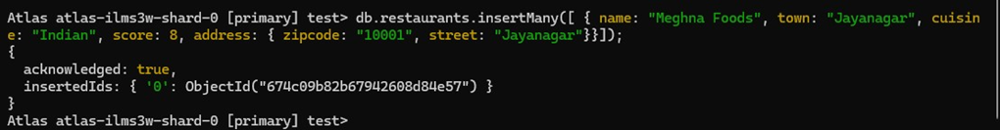 Atlas atlas-ilms3w-shard-0 [primary] test> db.restaurants.insertMany([ { name: "Meghna Foods", town: "Jayanagar", cuisin
e: "Indian", score: 8, address: { zipcode: "10001", street: "Jayanagar"}}]);
{
  acknowledged: true,
  insertedIds: { '0': ObjectId("674c09b82b67942608d84e57") }
}
Atlas atlas-ilms3w-shard-0 [primary] test>